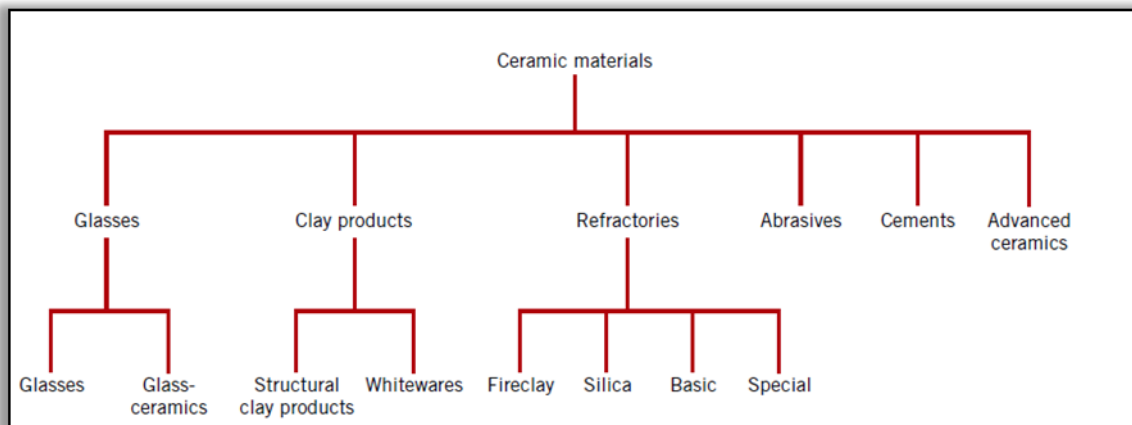 Ceramic materials
Glasses Clay products Refractories Abrasives Cements Advanced
ceramics
Glasses Glass- Structural Whitewares Fireclay Silica Basic Special
ceramics clay products